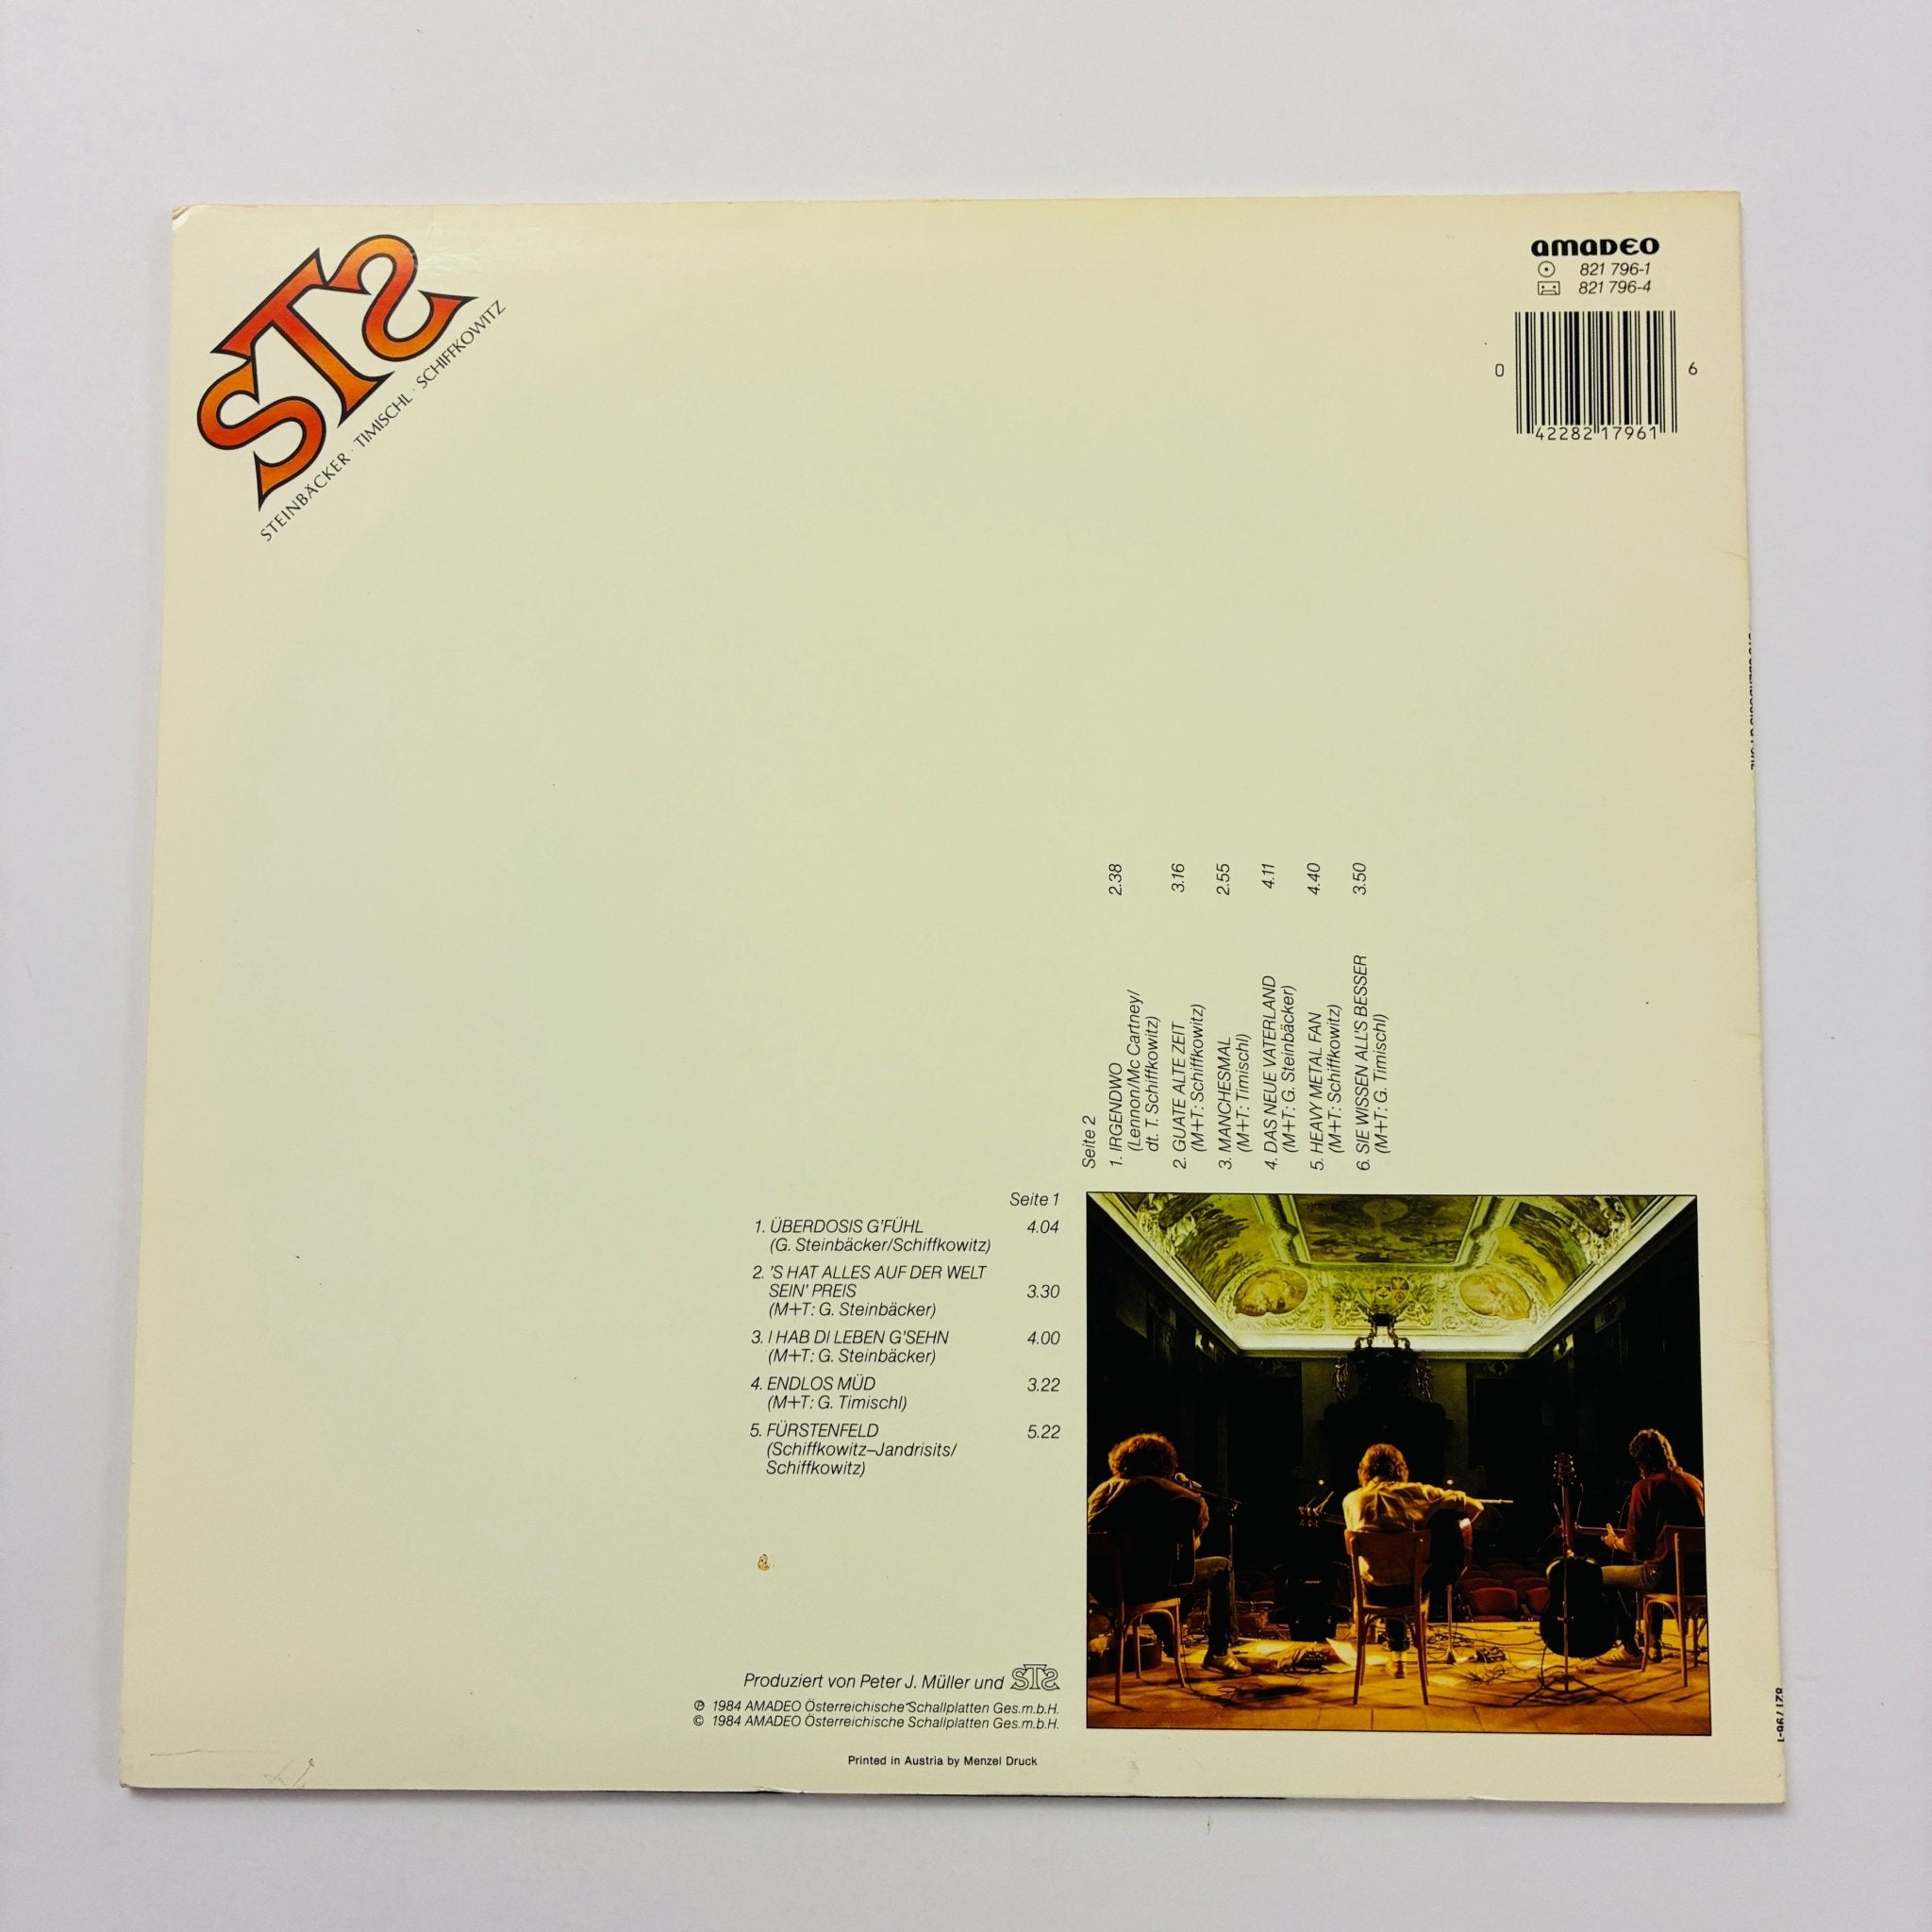 STS
STEINBÄCKER · TIMISCHL · SCHIFFKOWITZ
amaDEO
821 796-1
821 796-4
0 42282 17961 6
Seite 2
1. IRGENDWO 2.38
(Lennon/Mc Cartney/
dt. T. Schiffkowitz)
2. GUATE ALTE ZEIT 3.16
(M+T: Schiffkowitz)
3. MANCHESMAL 2.55
(M+T: Timischl)
4. DAS NEUE VATERLAND 4.11
(M+T: G. Steinbäcker)
5. HEAVY METAL FAN 4.40
(M+T: Schiffkowitz)
6. SIE WISSEN ALL'S BESSER 3.50
(M+T: G. Timischl)
Seite 1
1. ÜBERDOSIS G'FÜHL 4.04
(G. Steinbäcker/Schiffkowitz)
2. 'S HAT ALLES AUF DER WELT
SEIN' PREIS 3.30
(M+T: G. Steinbäcker)
3. I HAB DI LEBEN G'SEHN 4.00
(M+T: G. Steinbäcker)
4. ENDLOS MÜD 3.22
(M+T: G. Timischl)
5. FÜRSTENFELD 5.22
(Schiffkowitz–Jandrisits/
Schiffkowitz)
Produziert von Peter J. Müller und STS
℗ 1984 AMADEO Österreichische Schallplatten Ges.m.b.H.
© 1984 AMADEO Österreichische Schallplatten Ges.m.b.H.
Printed in Austria by Menzel Druck
821 796-1